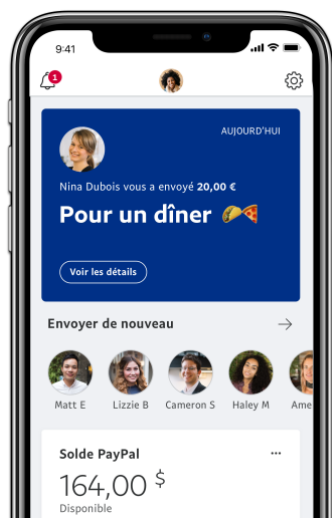 9:41
1
AUJOURD'HUI
Nina Dubois vous a envoyé 20,00 €
Pour un dîner 🌮🍕
Voir les détails
Envoyer de nouveau →
Matt E Lizzie B Cameron S Haley M Ame
Solde PayPal ...
164,00 $
Disponible